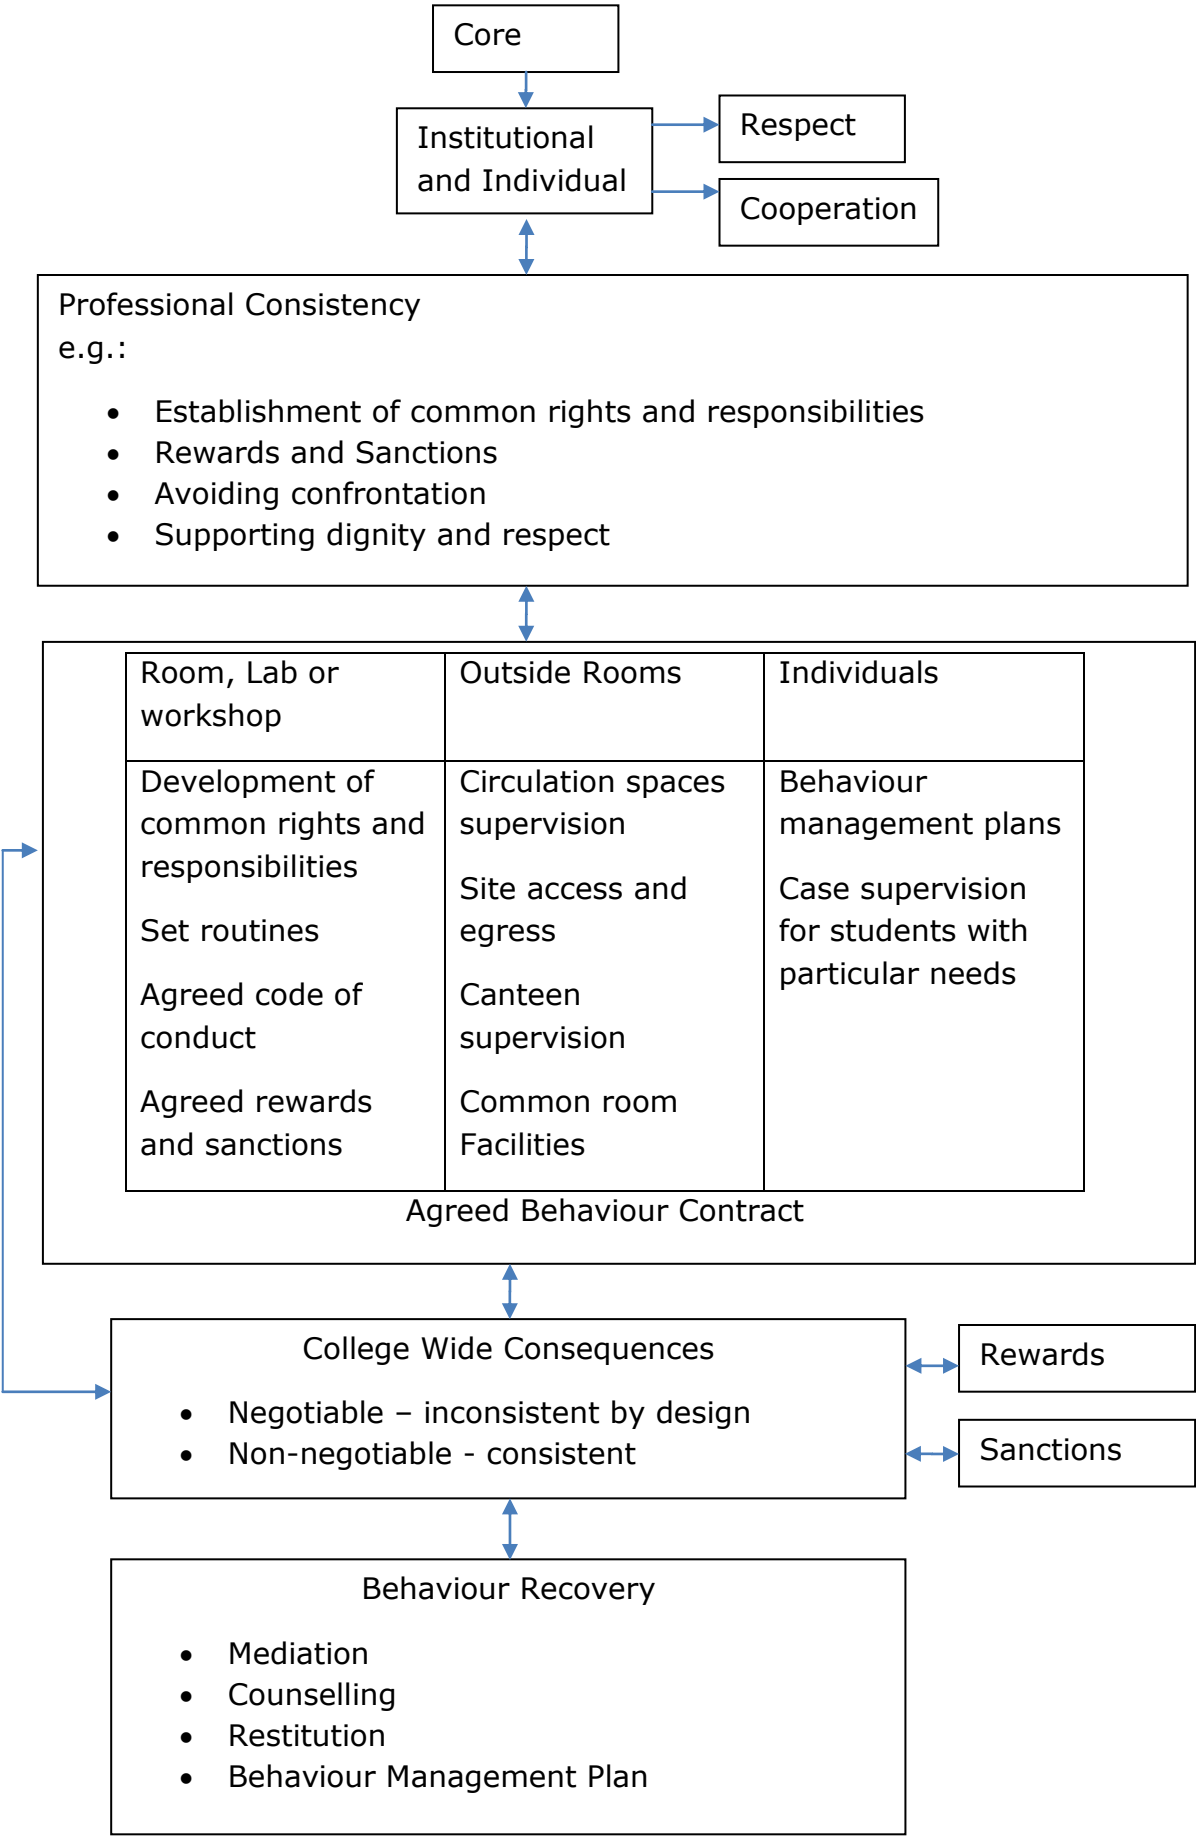 Core
Institutional
and Individual
Respect
Cooperation
Professional Consistency
e.g.:
• Establishment of common rights and responsibilities
• Rewards and Sanctions
• Avoiding confrontation
• Supporting dignity and respect
Room, Lab or
workshop
Outside Rooms
Individuals
Development of
common rights and
responsibilities
Set routines
Agreed code of
conduct
Agreed rewards
and sanctions
Circulation spaces
supervision
Site access and
egress
Canteen
supervision
Common room
Facilities
Behaviour
management plans
Case supervision
for students with
particular needs
Agreed Behaviour Contract
College Wide Consequences
• Negotiable – inconsistent by design
• Non-negotiable - consistent
Rewards
Sanctions
Behaviour Recovery
• Mediation
• Counselling
• Restitution
• Behaviour Management Plan